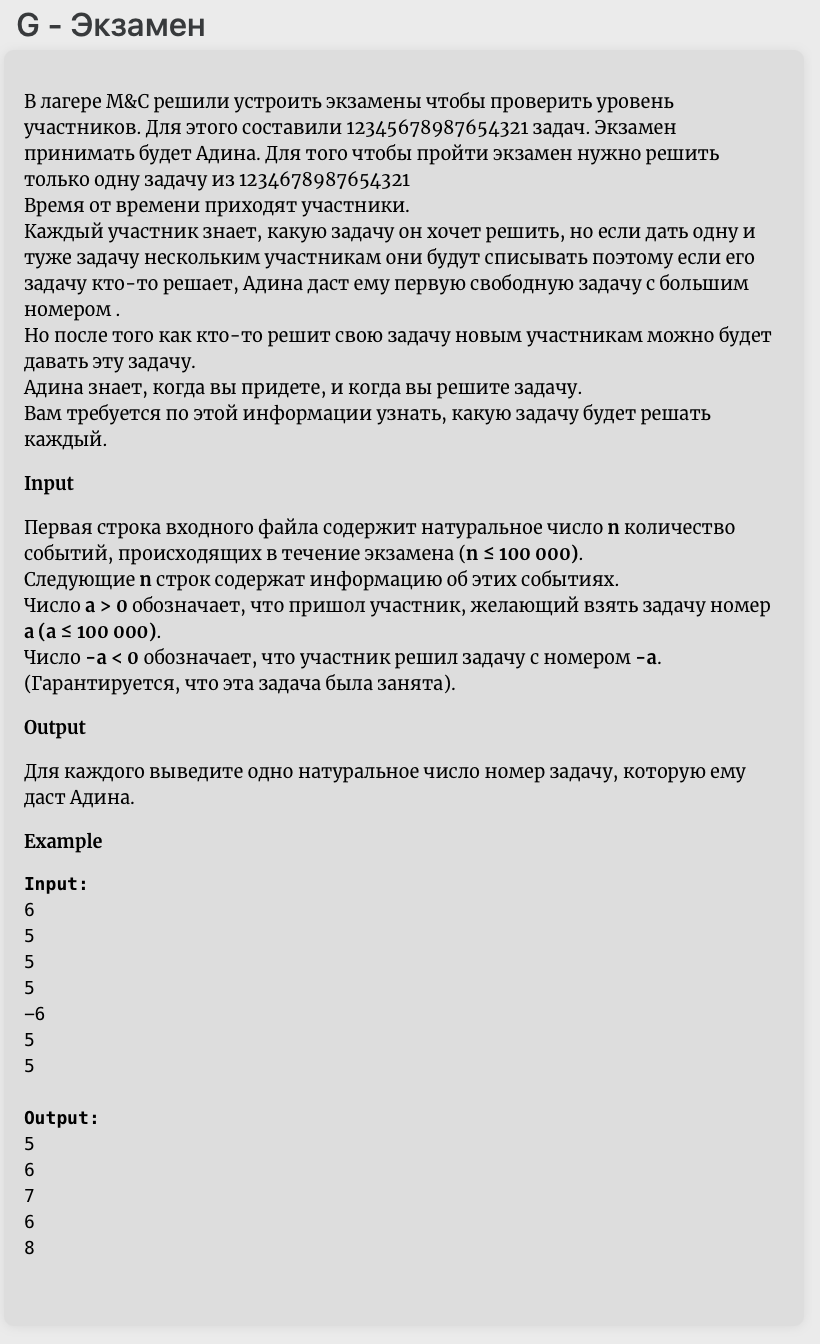 G - Экзамен
В лагере M&C решили устроить экзамены чтобы проверить уровень
участников. Для этого составили 12345678987654321 задач. Экзамен
принимать будет Адина. Для того чтобы пройти экзамен нужно решить
только одну задачу из 1234678987654321
Время от времени приходят участники.
Каждый участник знает, какую задачу он хочет решить, но если дать одну и
туже задачу нескольким участникам они будут списывать поэтому если его
задачу кто-то решает, Адина даст ему первую свободную задачу с большим
номером .
Но после того как кто-то решит свою задачу новым участникам можно будет
давать эту задачу.
Адина знает, когда вы придете, и когда вы решите задачу.
Вам требуется по этой информации узнать, какую задачу будет решать
каждый.
Input
Первая строка входного файла содержит натуральное число n количество
событий, происходящих в течение экзамена (n ≤ 100 000).
Следующие n строк содержат информацию об этих событиях.
Число a > 0 обозначает, что пришол участник, желающий взять задачу номер
a (a ≤ 100 000).
Число -a < 0 обозначает, что участник решил задачу с номером -a.
(Гарантируется, что эта задача была занята).
Output
Для каждого выведите одно натуральное число номер задачу, которую ему
даст Адина.
Example
Input:
6
5
5
5
−6
5
5
Output:
5
6
7
6
8